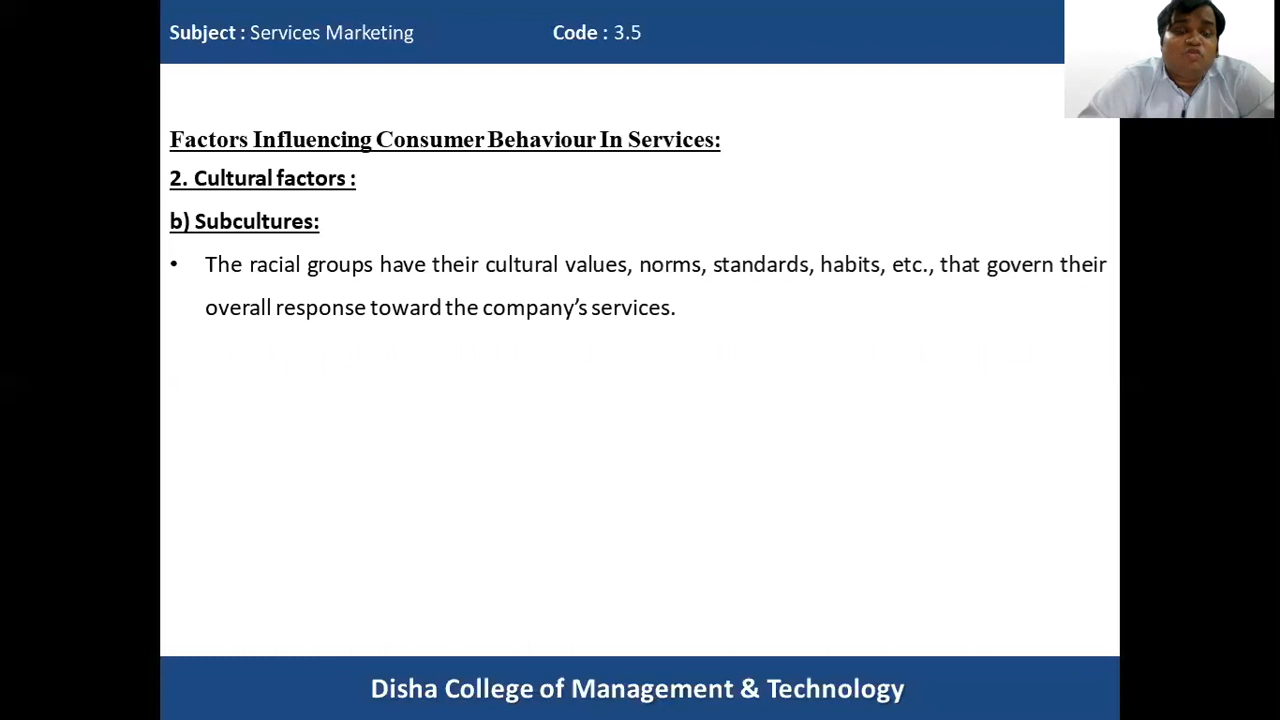 Subject : Services Marketing Code : 3.5
Factors Influencing Consumer Behaviour In Services:
2. Cultural factors :
b) Subcultures:
• The racial groups have their cultural values, norms, standards, habits, etc., that govern their
overall response toward the company’s services.
Disha College of Management & Technology